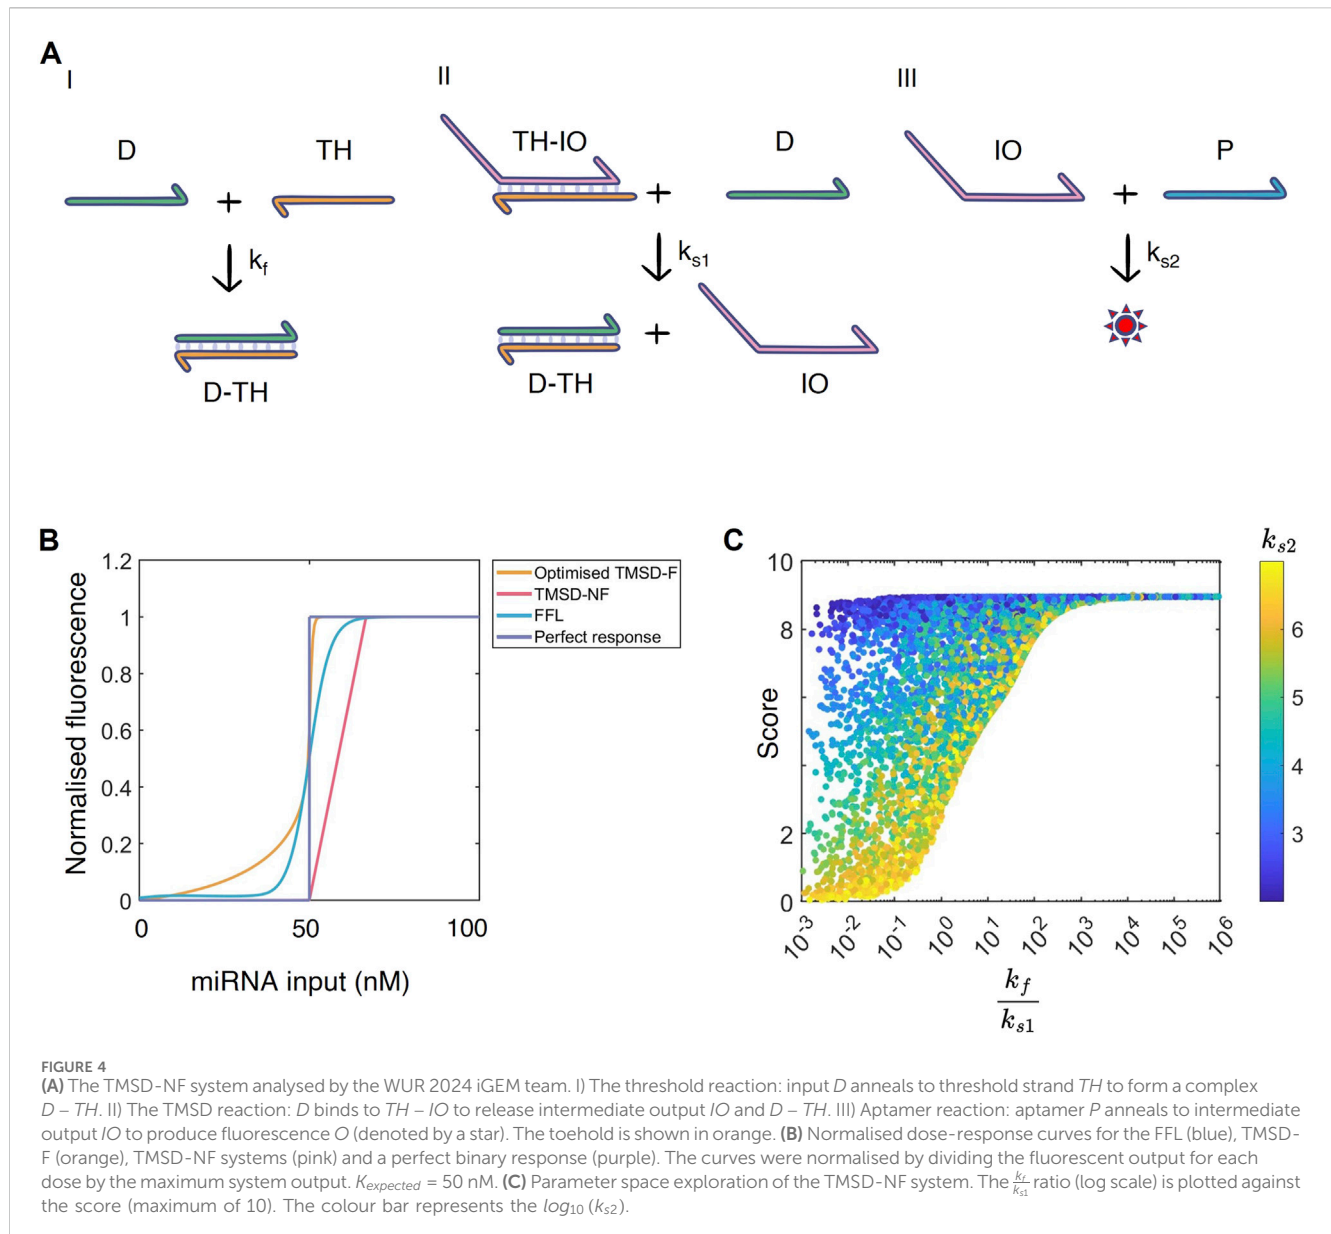 A
I
II
III
D
TH
TH-IO
D
IO
P
+
+
+
k_f
k_s1
k_s2
D-TH
D-TH
+
IO
B
1.2
1
0.8
0.6
0.4
0.2
0
0
50
100
Normalised fluorescence
miRNA input (nM)
Optimised TMSD-F
TMSD-NF
FFL
Perfect response
C
10
8
2
0
Score
10^-3
10^-2
10^-1
10^0
10^1
10^2
10^3
10^4
10^5
10^6
k_f
k_s1
k_s2
6
5
4
3
FIGURE 4
(A) The TMSD-NF system analysed by the WUR 2024 iGEM team. I) The threshold reaction: input D anneals to threshold strand TH to form a complex
D – TH. II) The TMSD reaction: D binds to TH – IO to release intermediate output IO and D – TH. III) Aptamer reaction: aptamer P anneals to intermediate
output IO to produce fluorescence O (denoted by a star). The toehold is shown in orange. (B) Normalised dose-response curves for the FFL (blue), TMSD-
F (orange), TMSD-NF systems (pink) and a perfect binary response (purple). The curves were normalised by dividing the fluorescent output for each
dose by the maximum system output. K_expected = 50 nM. (C) Parameter space exploration of the TMSD-NF system. The k_f/k_s1 ratio (log scale) is plotted against
the score (maximum of 10). The colour bar represents the log_10 (k_s2).